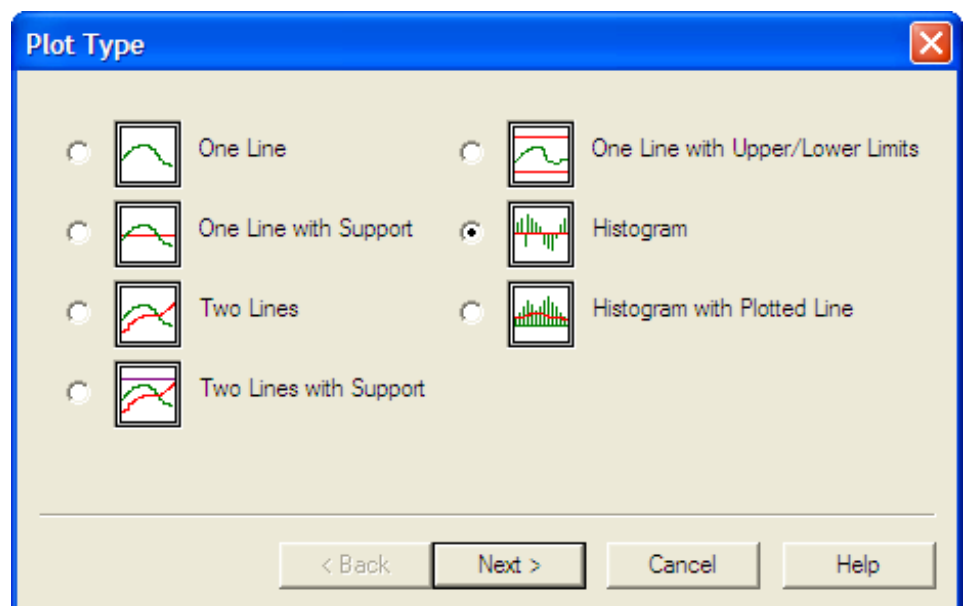 Plot Type
One Line
One Line with Support
Two Lines
Two Lines with Support
One Line with Upper/Lower Limits
Histogram
Histogram with Plotted Line
< Back
Next >
Cancel
Help